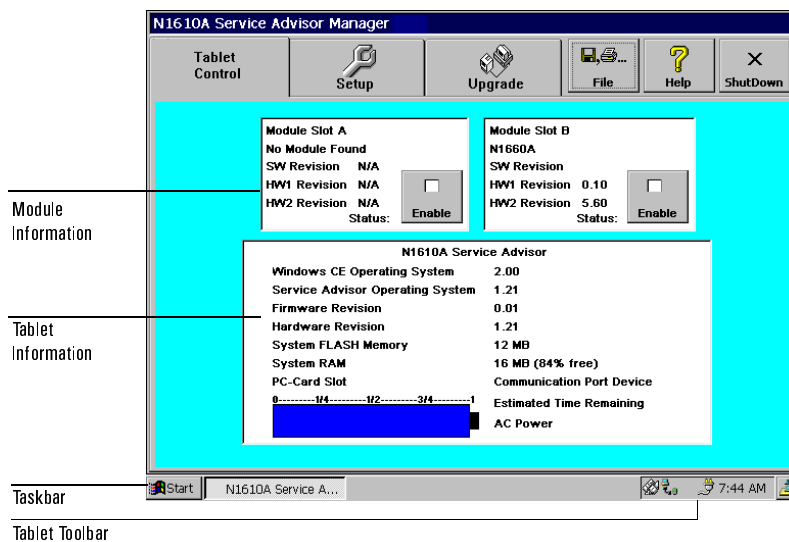 N1610A Service Advisor Manager
Tablet
Control
Setup
Upgrade
File
Help
ShutDown
Module Slot A
No Module Found
SW Revision N/A
HW1 Revision N/A
HW2 Revision N/A
Status:
Enable
Module Slot B
N1660A
SW Revision
HW1 Revision 0.10
HW2 Revision 5.60
Status:
Enable
Module
Information
N1610A Service Advisor
Windows CE Operating System 2.00
Service Advisor Operating System 1.21
Firmware Revision 0.01
Hardware Revision 1.21
System FLASH Memory 12 MB
System RAM 16 MB (84% free)
PC-Card Slot Communication Port Device
0--------1/4---------1/2---------3/4---------1 Estimated Time Remaining
AC Power
Tablet
Information
Start
N1610A Service A...
7:44 AM
Taskbar
Tablet Toolbar